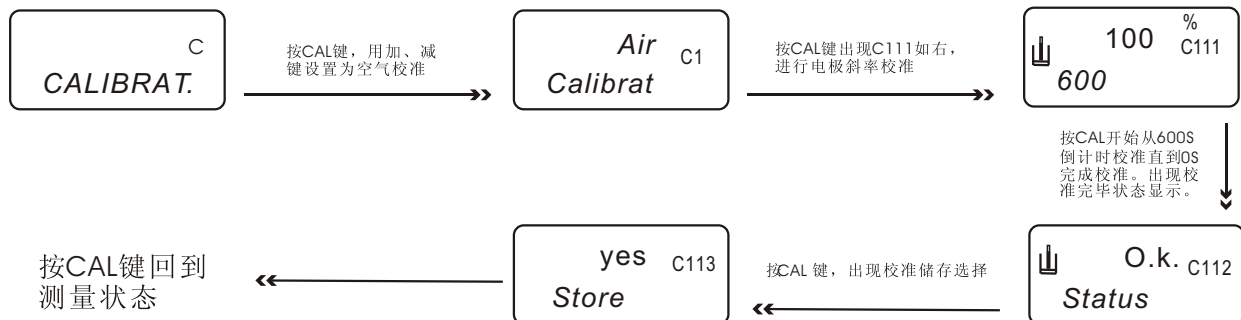 C
CALIBRAT.
按CAL键，用加、减
键设置为空气校准
Air C1
Calibrat
按CAL键出现C111如右，
进行电极斜率校准
100 % C111
600
按CAL开始从600S
倒计时校准直到0S
完成校准。出现校
准完毕状态显示。
O.k. C112
Status
按CAL 键，出现校准储存选择
yes C113
Store
按CAL键回到
测量状态